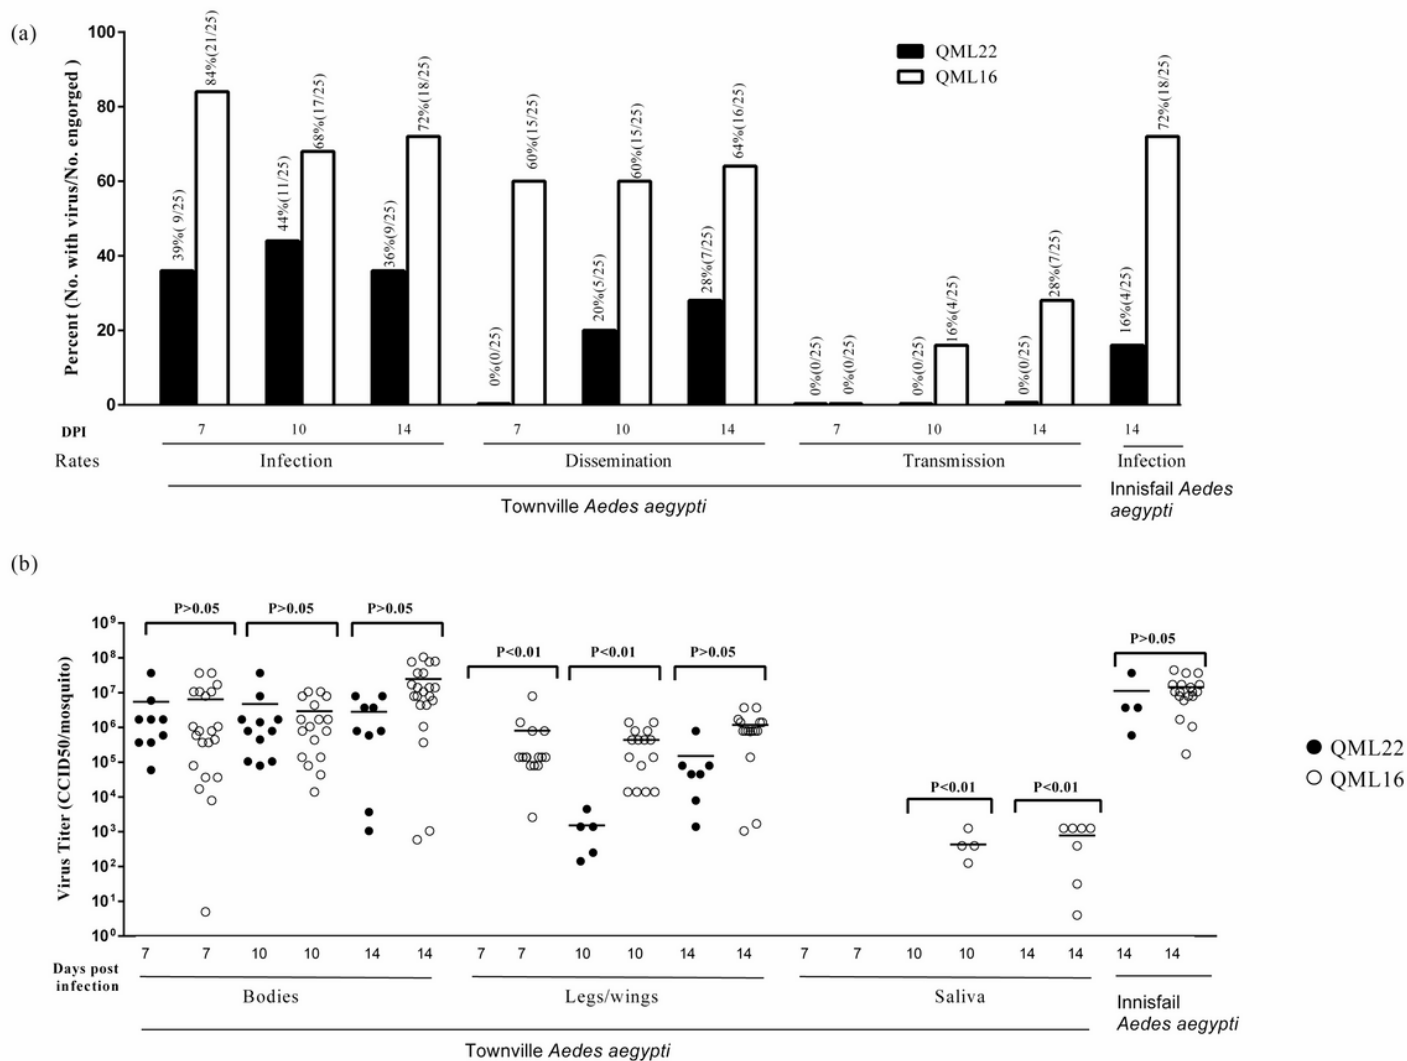 (a)
100
80
60
40
20
0
Percent (No. with virus/No. engorged )
39%( 9/25)
84%(21/25)
44%(11/25)
68%(17/25)
36%(9/25)
72%(18/25)
0%(0/25)
60%(15/25)
20%(5/25)
60%(15/25)
28%(7/25)
64%(16/25)
0%(0/25)
0%(0/25)
0%(0/25)
16%(4/25)
0%(0/25)
28%(7/25)
16%(4/25)
72%(18/25)
QML22
QML16
DPI 7 10 14 7 10 14 7 10 14 14
Rates Infection Dissemination Transmission Infection
Townville Aedes aegypti
Innisfail Aedes
aegypti
(b)
P>0.05 P>0.05 P>0.05 P<0.01 P<0.01 P>0.05 P<0.01 P<0.01 P>0.05
10⁹
10⁸
10⁷
10⁶
10⁵
10⁴
10³
10²
10¹
10⁰
Virus Titer (CCID50/mosquito)
QML22
QML16
7 7 10 10 14 14 7 7 10 10 14 14 7 7 10 10 14 14 14 14
Days post
infection
Bodies Legs/wings Saliva
Innisfail
Aedes aegypti
Townville Aedes aegypti